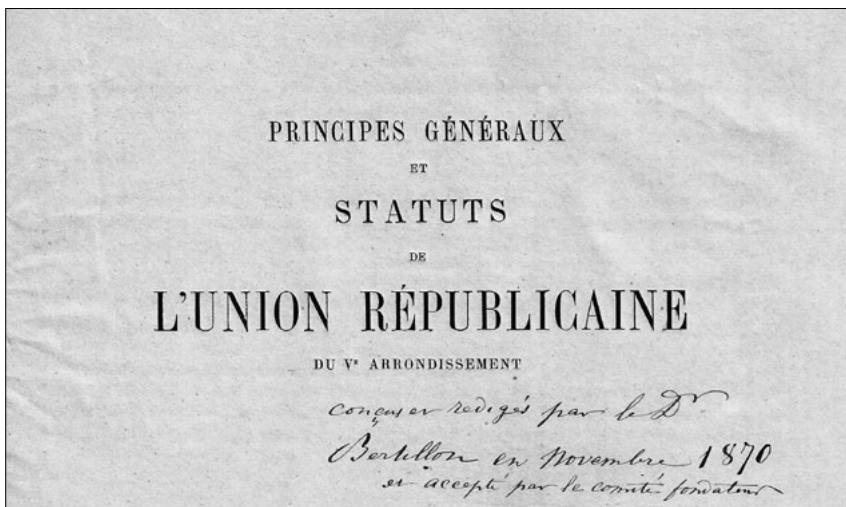 PRINCIPES GÉNÉRAUX
ET
STATUTS
DE
L'UNION RÉPUBLICAINE
DU Vᵉ ARRONDISSEMENT
conçus et redigés par le Dʳ
Bertillon en Novembre 1870
et accepté par le comité fondateur